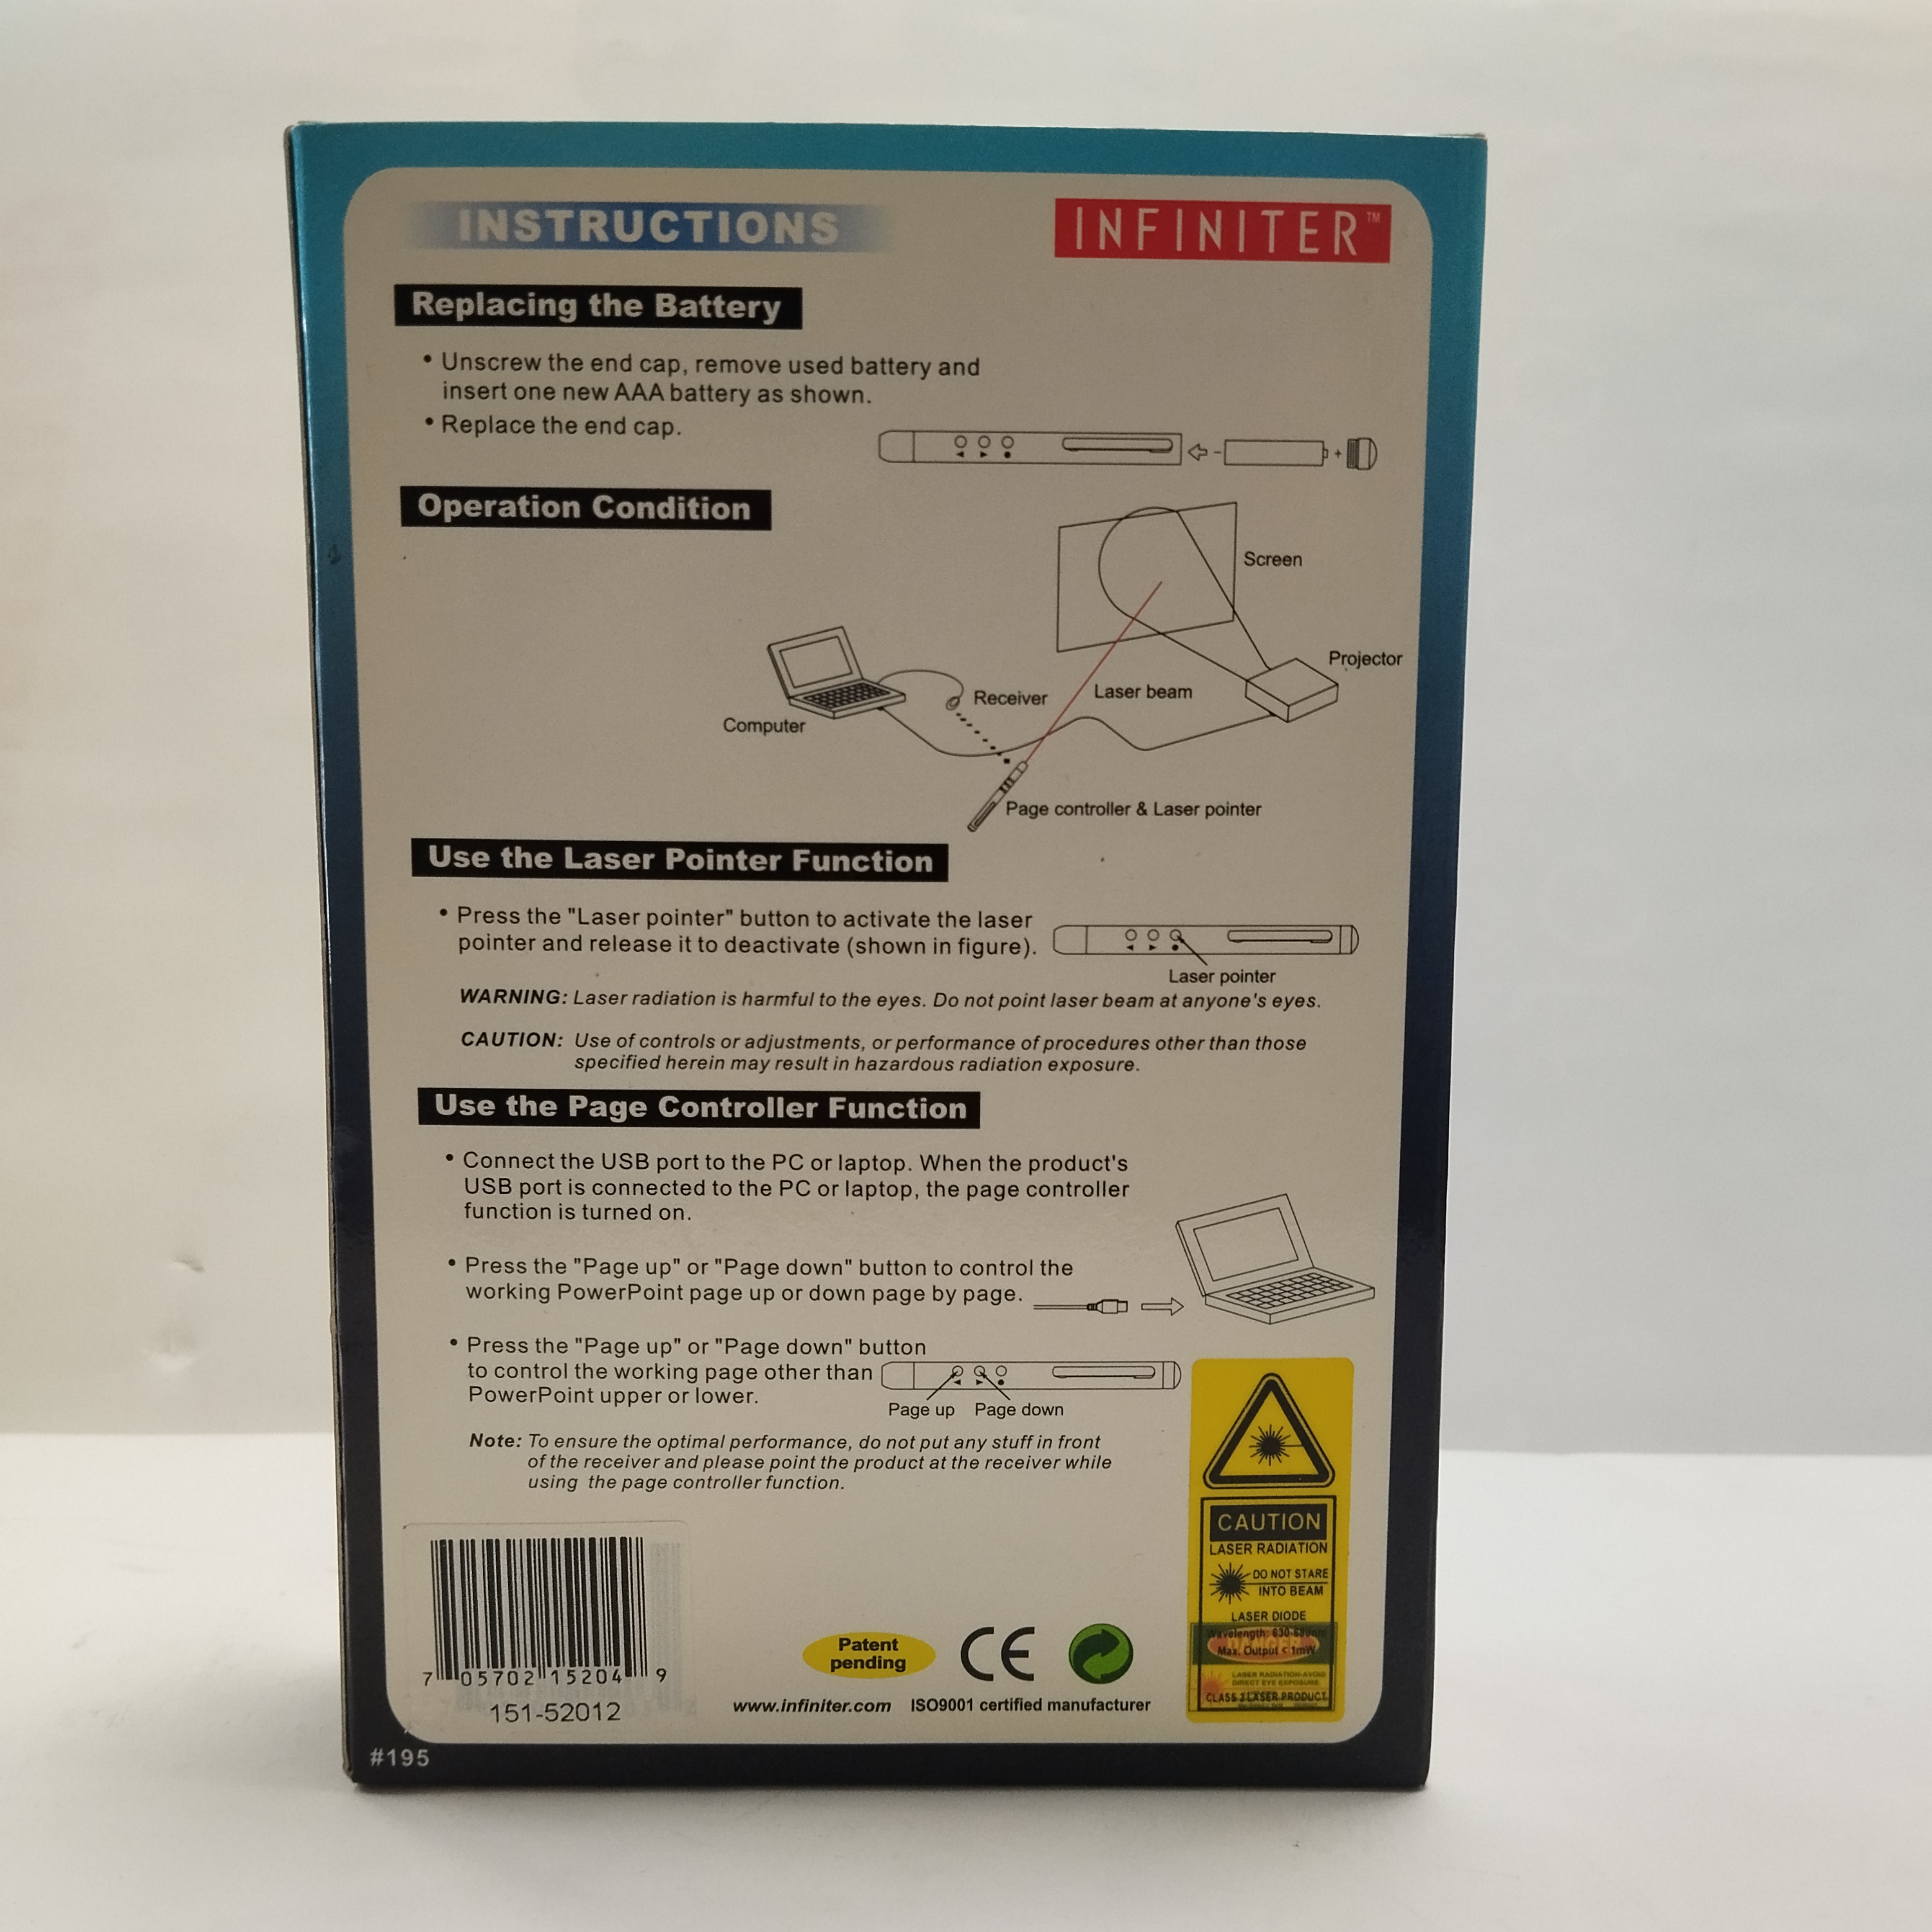 INSTRUCTIONS
INFINITER™
Replacing the Battery
• Unscrew the end cap, remove used battery and
insert one new AAA battery as shown.
• Replace the end cap.
- +
Operation Condition
Screen
Projector
Receiver
Laser beam
Computer
Page controller & Laser pointer
Use the Laser Pointer Function
• Press the "Laser pointer" button to activate the laser
pointer and release it to deactivate (shown in figure).
Laser pointer
WARNING: Laser radiation is harmful to the eyes. Do not point laser beam at anyone's eyes.
CAUTION: Use of controls or adjustments, or performance of procedures other than those
specified herein may result in hazardous radiation exposure.
Use the Page Controller Function
• Connect the USB port to the PC or laptop. When the product's
USB port is connected to the PC or laptop, the page controller
function is turned on.
• Press the "Page up" or "Page down" button to control the
working PowerPoint page up or down page by page.
• Press the "Page up" or "Page down" button
to control the working page other than
PowerPoint upper or lower.
Page up Page down
Note: To ensure the optimal performance, do not put any stuff in front
of the receiver and please point the product at the receiver while
using the page controller function.
CAUTION
LASER RADIATION
DO NOT STARE
INTO BEAM
LASER DIODE
Wavelength: 630-680nm
DANGER
Max. Output < 1mW
LASER RADIATION-AVOID
DIRECT EYE EXPOSURE
CLASS 2 LASER PRODUCT
7 05702 15204 9
151-52012
Patent
pending
CE
www.infiniter.com ISO9001 certified manufacturer
#195